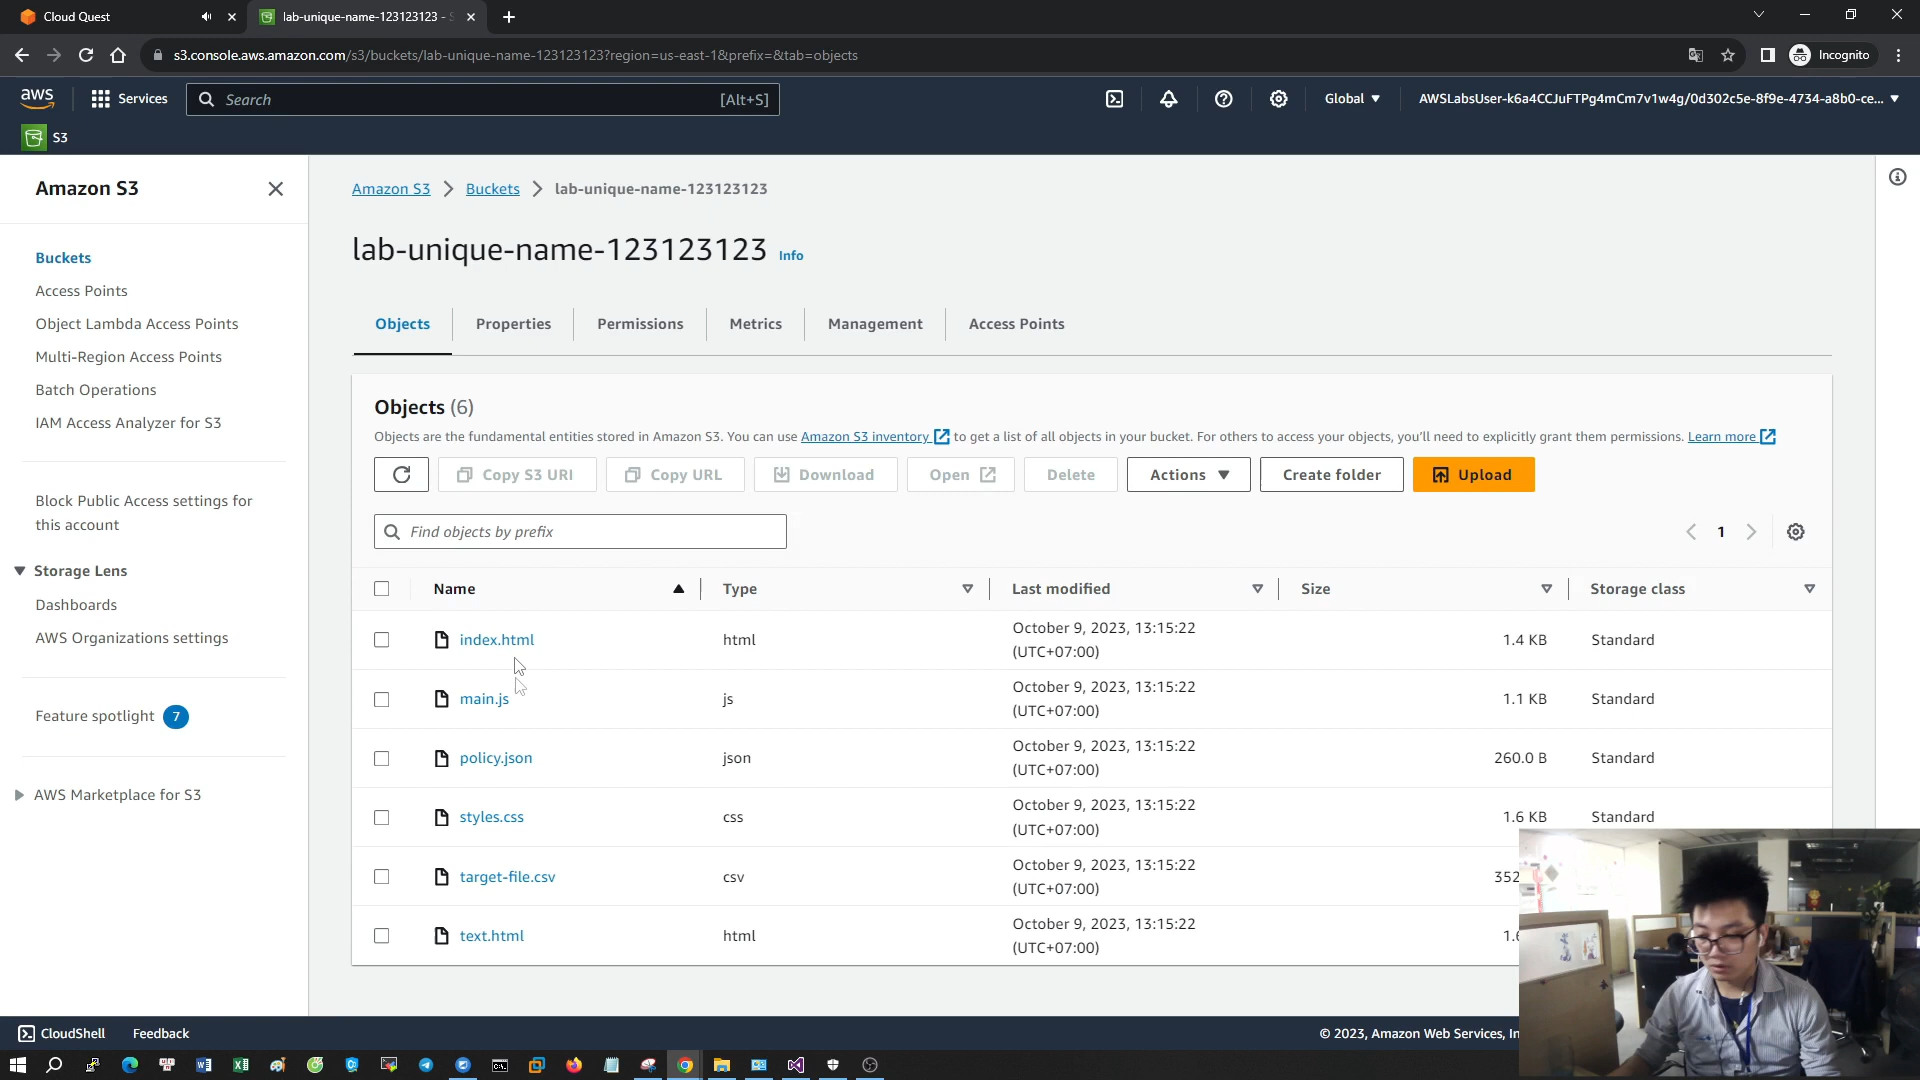 Cloud Quest
lab-unique-name-123123123 - S
s3.console.aws.amazon.com/s3/buckets/lab-unique-name-123123123?region=us-east-1&prefix=&tab=objects
Incognito
aws
Services
Search
[Alt+S]
Global
AWSLabsUser-k6a4CCJuFTPg4mCm7v1w4g/0d302c5e-8f9e-4734-a8b0-ce...
S3
Amazon S3
Buckets
Access Points
Object Lambda Access Points
Multi-Region Access Points
Batch Operations
IAM Access Analyzer for S3
Block Public Access settings for
this account
Storage Lens
Dashboards
AWS Organizations settings
Feature spotlight 7
AWS Marketplace for S3
Amazon S3 > Buckets > lab-unique-name-123123123
lab-unique-name-123123123 Info
Objects Properties Permissions Metrics Management Access Points
Objects (6)
Objects are the fundamental entities stored in Amazon S3. You can use Amazon S3 inventory to get a list of all objects in your bucket. For others to access your objects, you'll need to explicitly grant them permissions. Learn more
Copy S3 URI Copy URL Download Open Delete Actions Create folder Upload
Find objects by prefix
1
Name Type Last modified Size Storage class
index.html html October 9, 2023, 13:15:22 (UTC+07:00) 1.4 KB Standard
main.js js October 9, 2023, 13:15:22 (UTC+07:00) 1.1 KB Standard
policy.json json October 9, 2023, 13:15:22 (UTC+07:00) 260.0 B Standard
styles.css css October 9, 2023, 13:15:22 (UTC+07:00) 1.6 KB Standard
target-file.csv csv October 9, 2023, 13:15:22 (UTC+07:00) 352
text.html html October 9, 2023, 13:15:22 (UTC+07:00) 1.6
CloudShell Feedback
© 2023, Amazon Web Services, In